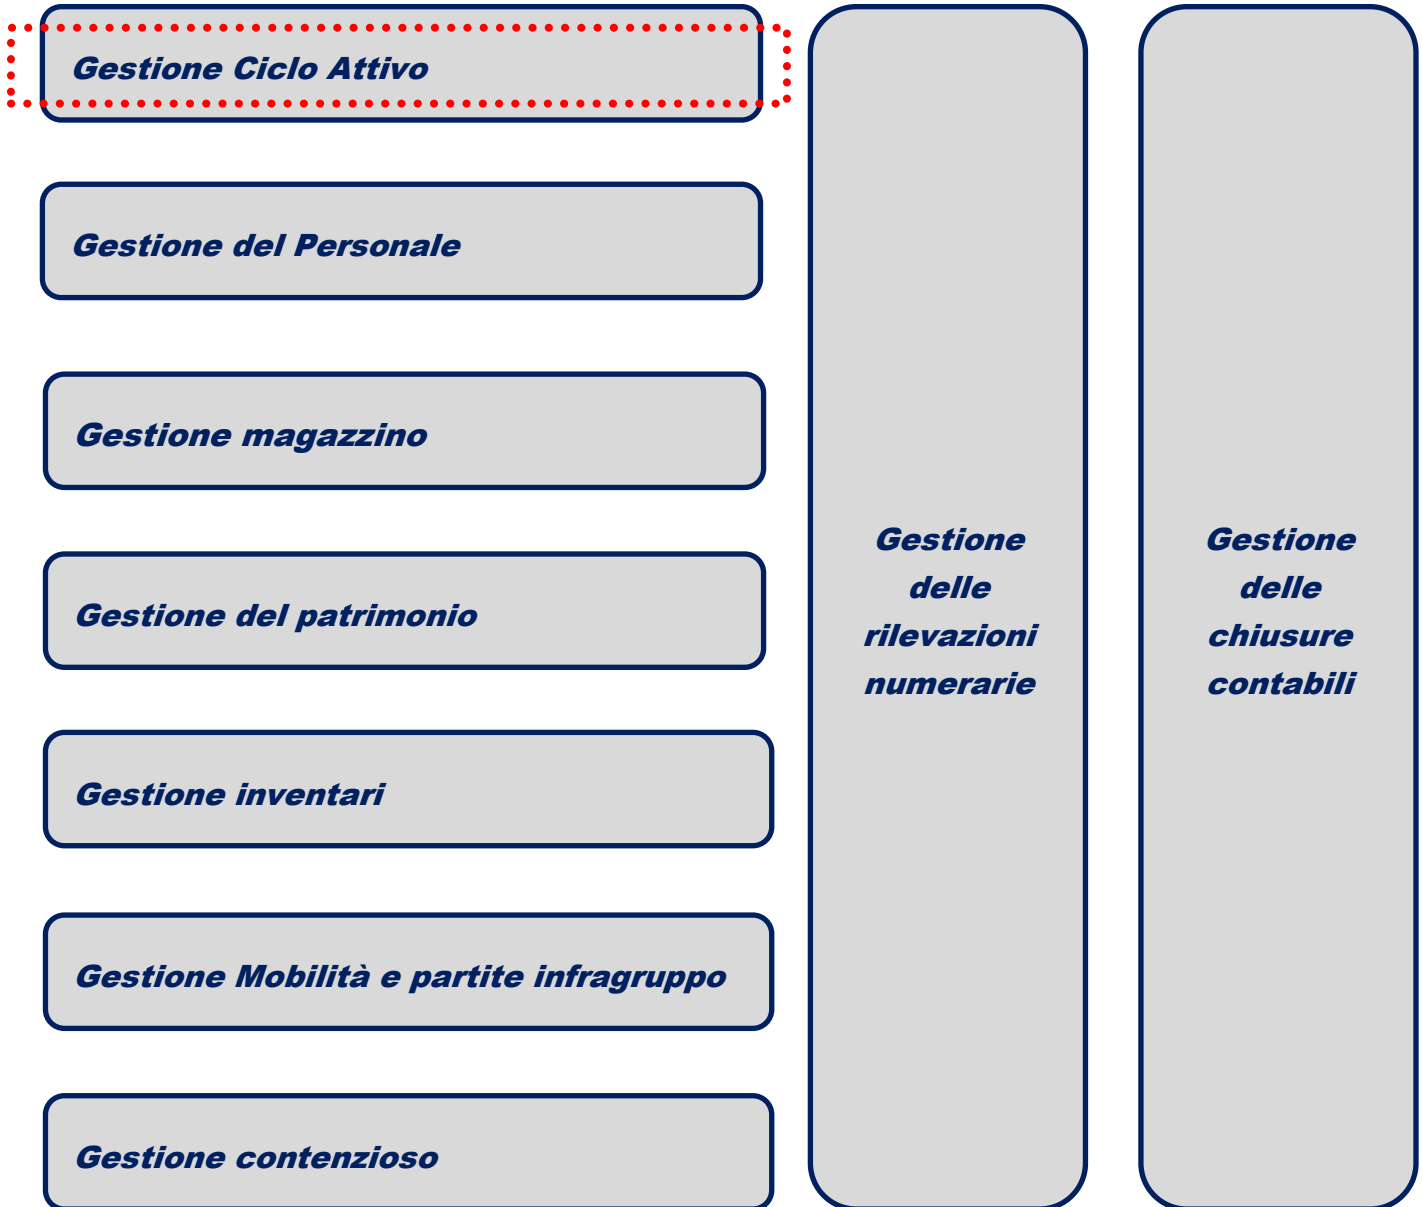 Gestione Ciclo Attivo
Gestione del Personale
Gestione magazzino
Gestione del patrimonio
Gestione inventari
Gestione Mobilità e partite infragruppo
Gestione contenzioso
Gestione
delle
rilevazioni
numerarie
Gestione
delle
chiusure
contabili